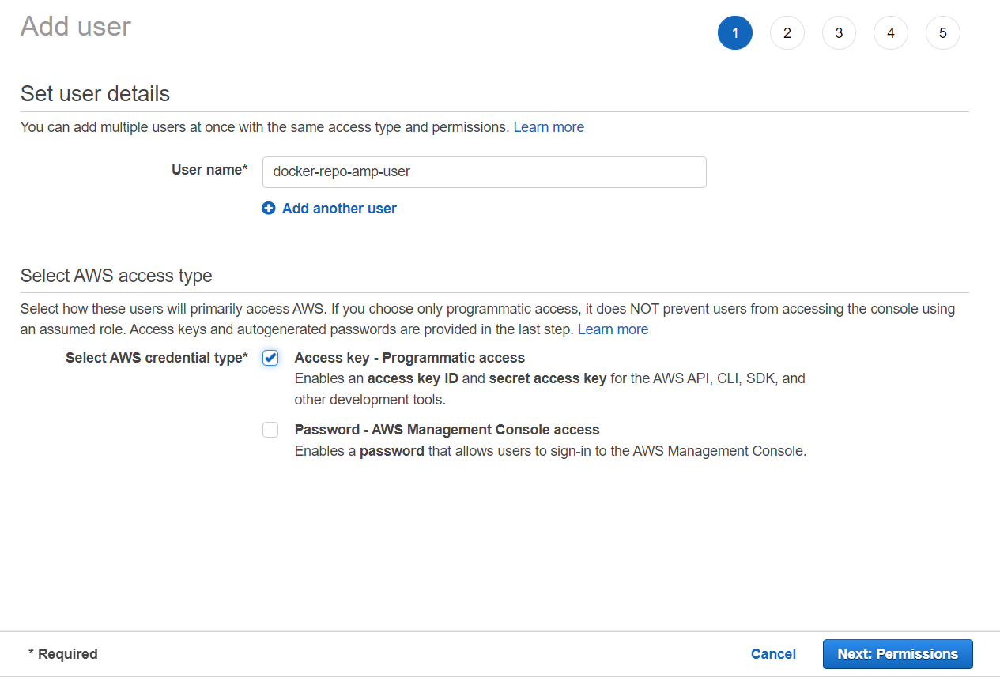 Add user
1 2 3 4 5
Set user details
You can add multiple users at once with the same access type and permissions. Learn more
User name* docker-repo-amp-user
Add another user
Select AWS access type
Select how these users will primarily access AWS. If you choose only programmatic access, it does NOT prevent users from accessing the console using
an assumed role. Access keys and autogenerated passwords are provided in the last step. Learn more
Select AWS credential type* Access key - Programmatic access
Enables an access key ID and secret access key for the AWS API, CLI, SDK, and
other development tools.
Password - AWS Management Console access
Enables a password that allows users to sign-in to the AWS Management Console.
* Required Cancel Next: Permissions